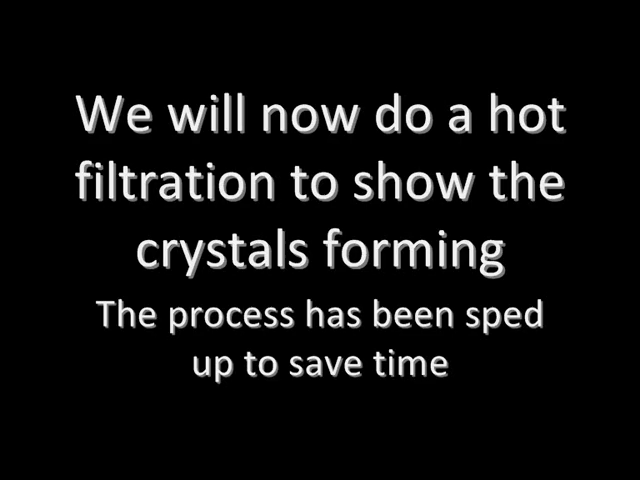 We will now do a hot
filtration to show the
crystals forming
The process has been sped
up to save time